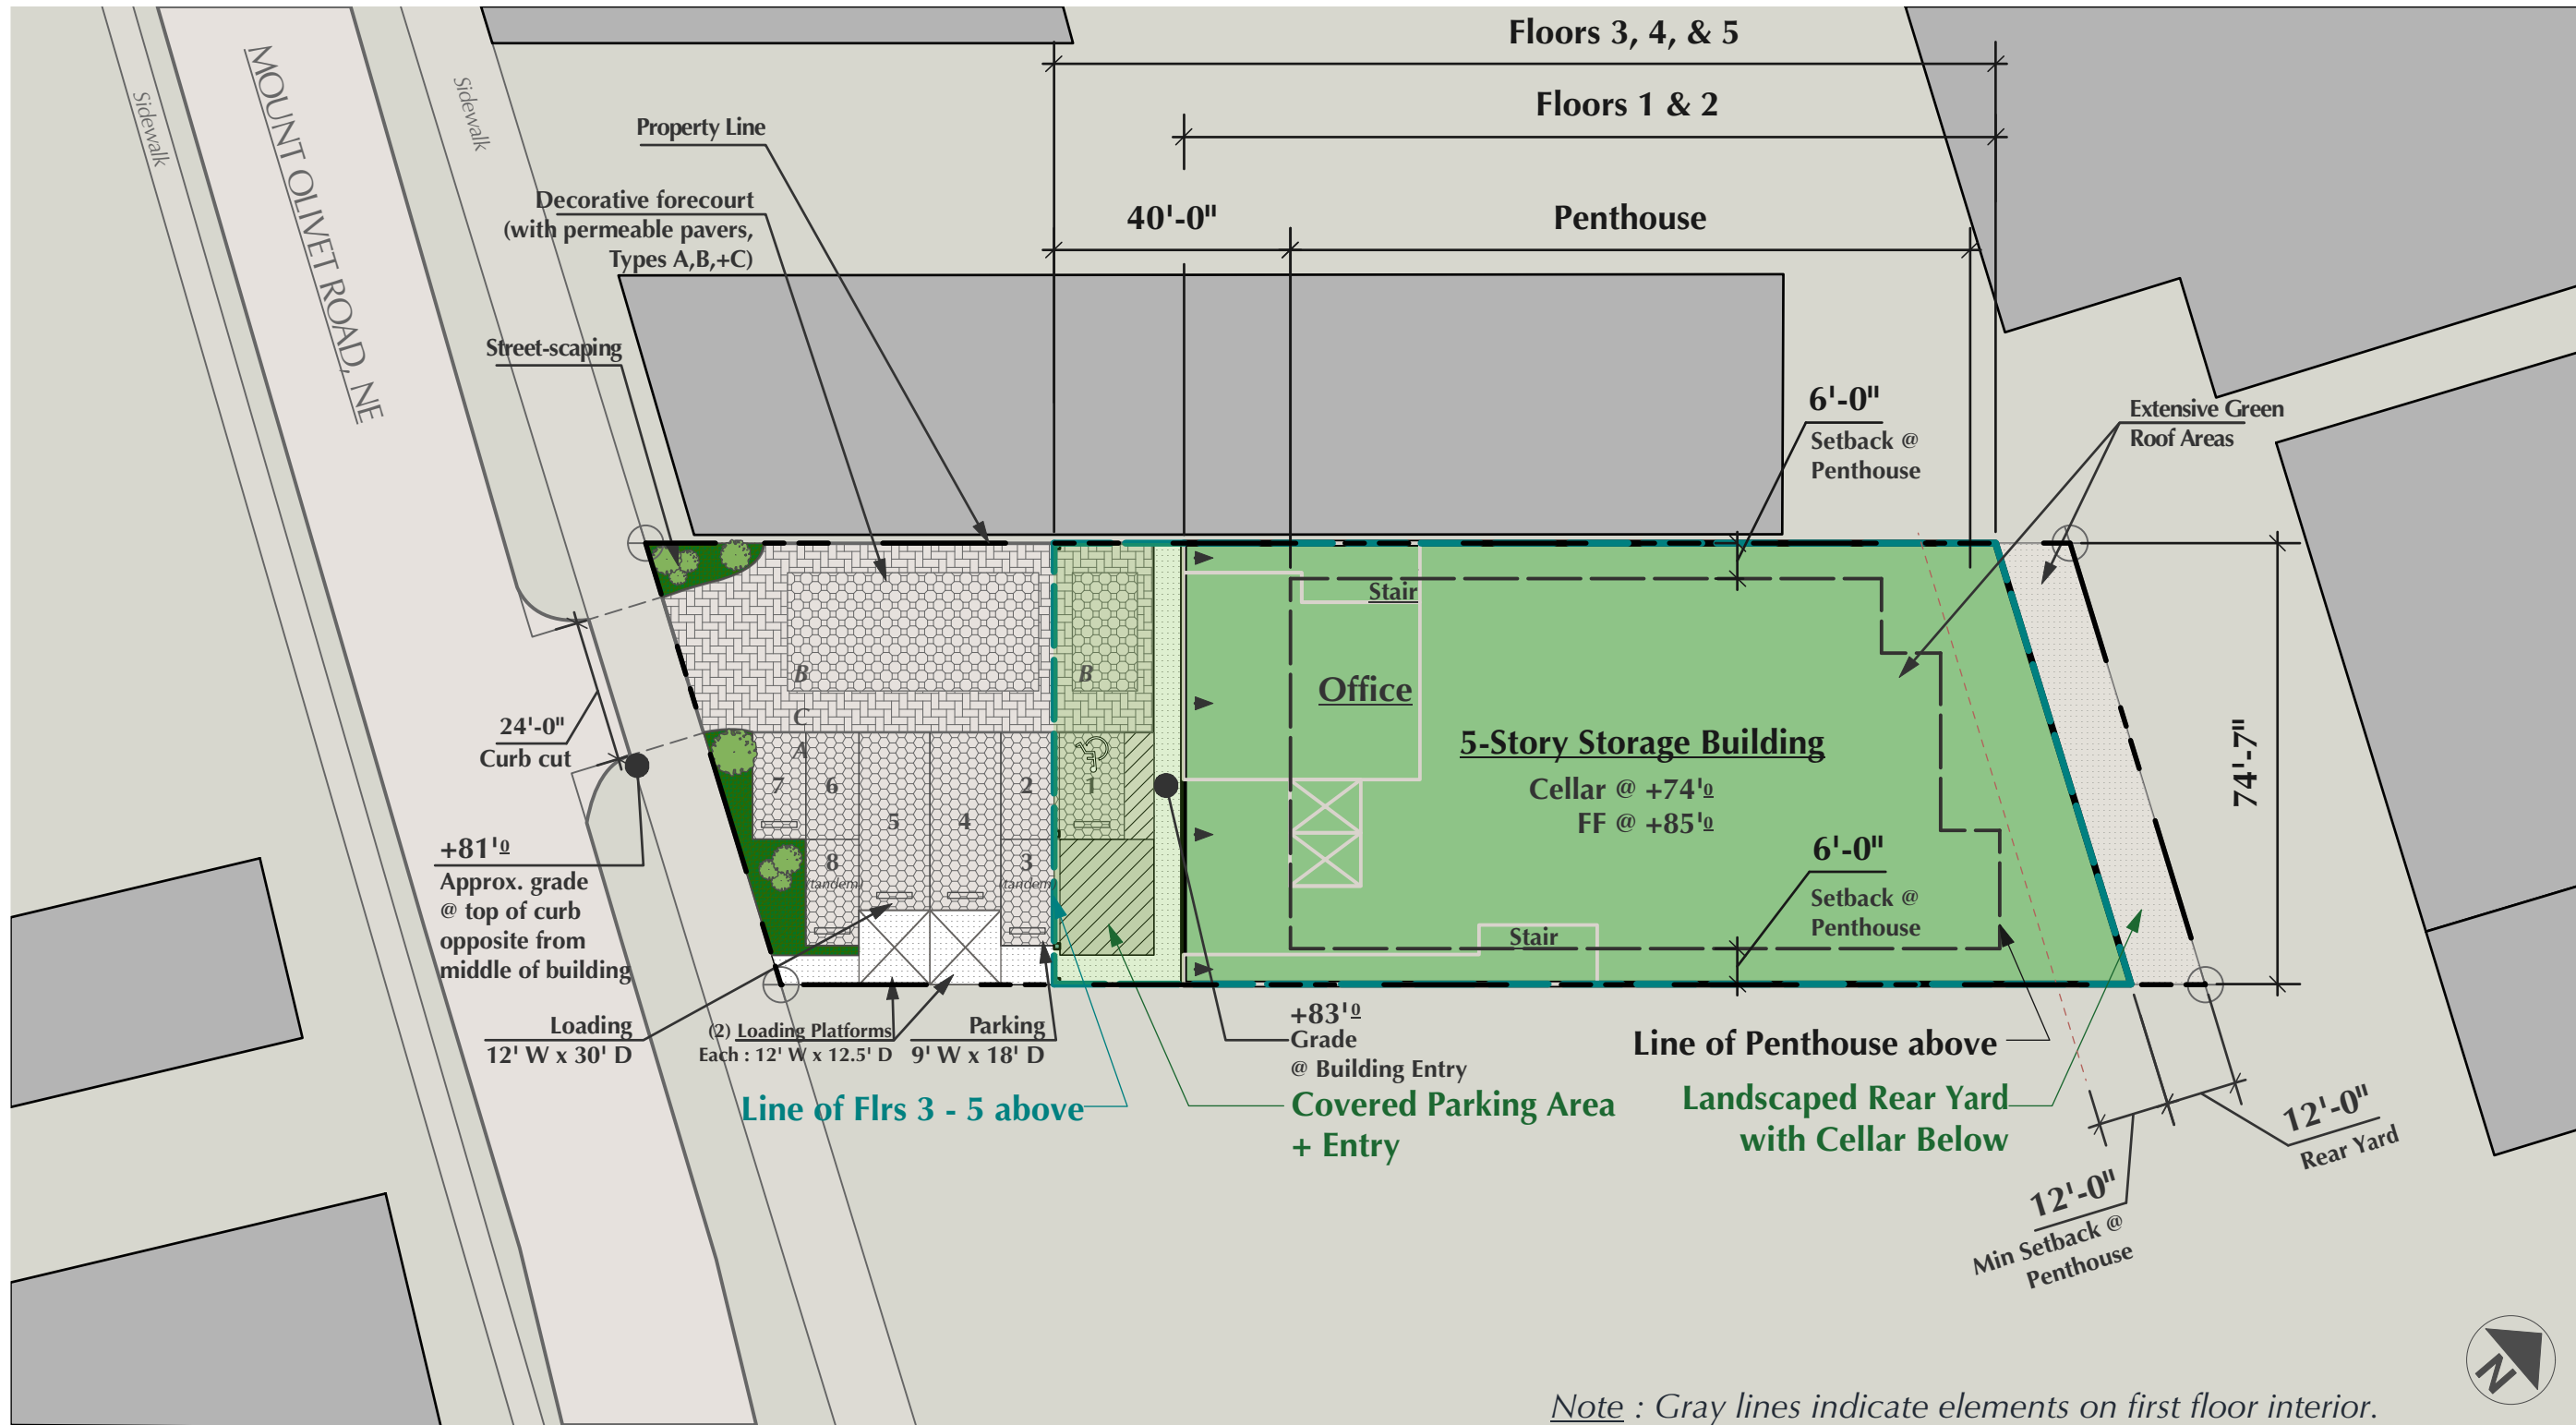 Floors 3, 4, & 5
Floors 1 & 2
40'-0"
Penthouse
MOUNT OLIVET ROAD, NE
Sidewalk
Sidewalk
Property Line
Decorative forecourt
(with permeable pavers,
Types A,B,+C)
Street-scaping
6'-0"
Setback @
Penthouse
Extensive Green
Roof Areas
Stair
Office
B
B
C
A
24'-0"
Curb cut
7
6
5
4
2
1
8
(tandem)
3
(tandem)
5-Story Storage Building
Cellar @ +74'0
FF @ +85'0
74'-7"
6'-0"
Setback @
Penthouse
Stair
+81'0
Approx. grade
@ top of curb
opposite from
middle of building
Loading
12' W x 30' D
(2) Loading Platforms
Each : 12' W x 12.5' D
Parking
9' W x 18' D
+83'0
Grade
@ Building Entry
Line of Penthouse above
Line of Flrs 3 - 5 above
Covered Parking Area
+ Entry
Landscaped Rear Yard
with Cellar Below
12'-0"
Rear Yard
12'-0"
Min Setback @
Penthouse
N
Note : Gray lines indicate elements on first floor interior.